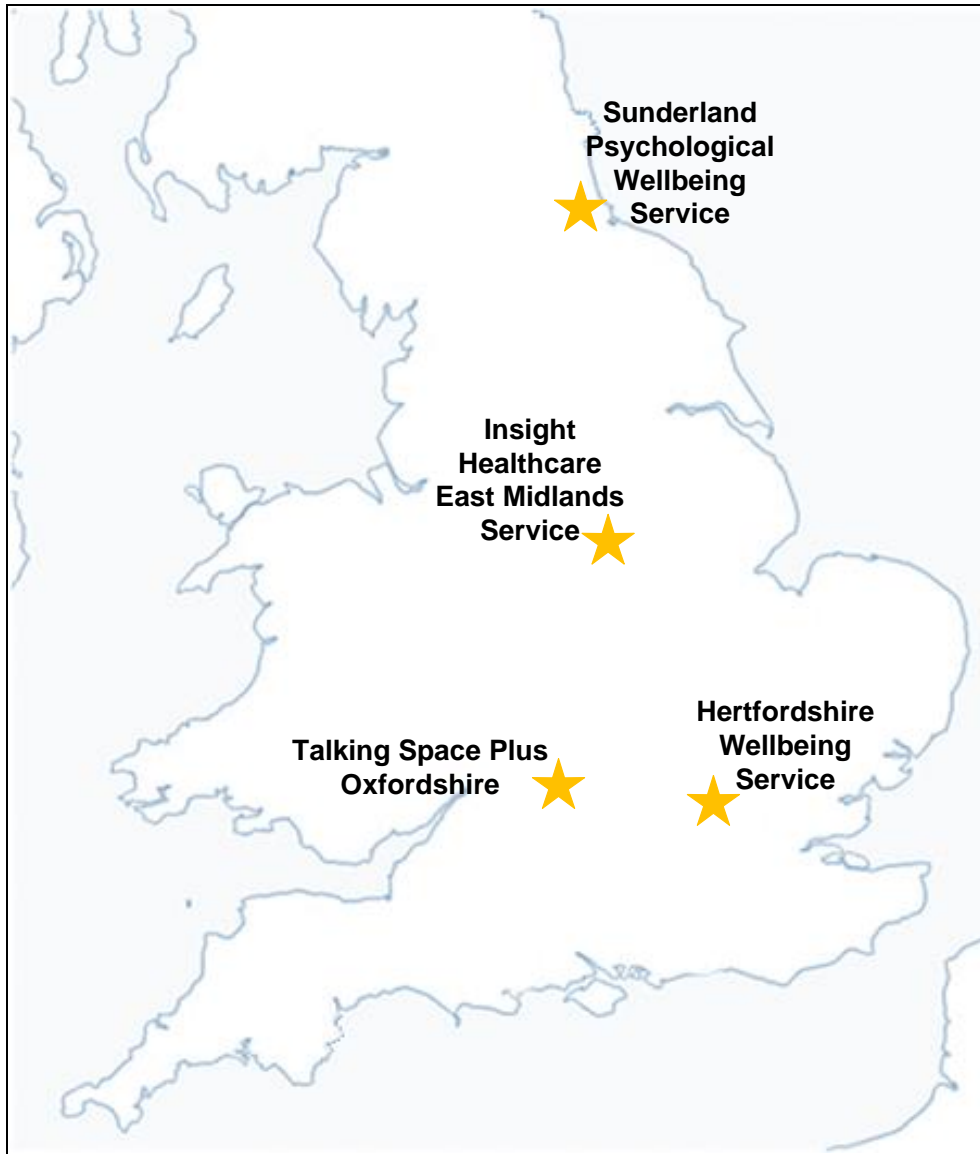 Sunderland
Psychological
Wellbeing
Service
Insight
Healthcare
East Midlands
Service
Hertfordshire
Wellbeing
Service
Talking Space Plus
Oxfordshire